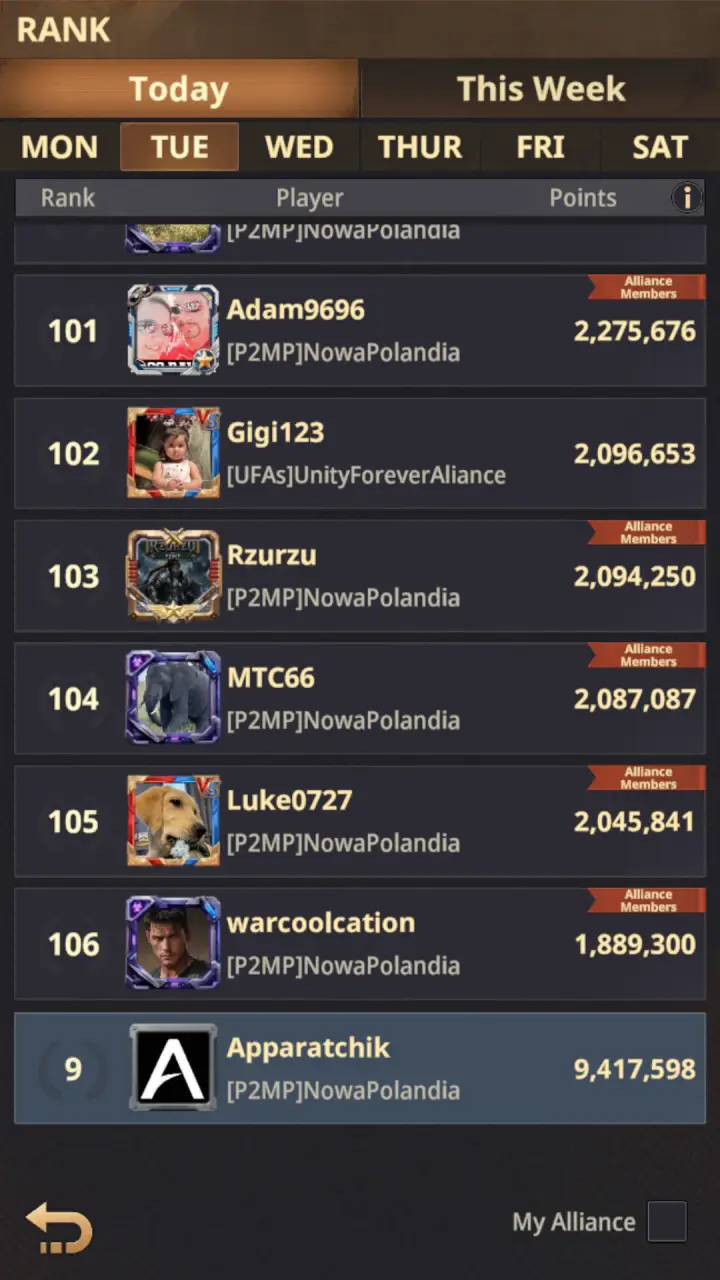 RANK
Today
This Week
MON
TUE
WED
THUR
FRI
SAT
Rank
Player
Points
[P2MP]NowaPolandia
Alliance
Members
101
Adam9696
2,275,676
[P2MP]NowaPolandia
102
Gigi123
2,096,653
[UFAs]UnityForeverAliance
Alliance
Members
103
Rzurzu
2,094,250
[P2MP]NowaPolandia
Alliance
Members
104
MTC66
2,087,087
[P2MP]NowaPolandia
Alliance
Members
105
Luke0727
2,045,841
[P2MP]NowaPolandia
Alliance
Members
106
warcoolcation
1,889,300
[P2MP]NowaPolandia
9
Apparatchik
9,417,598
[P2MP]NowaPolandia
My Alliance